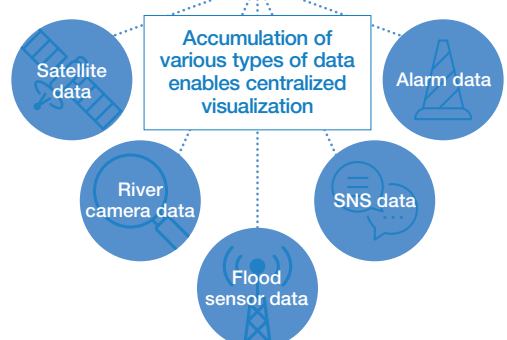 Accumulation of
various types of data
enables centralized
visualization
Satellite
data
Alarm data
River
camera data
SNS data
Flood
sensor data